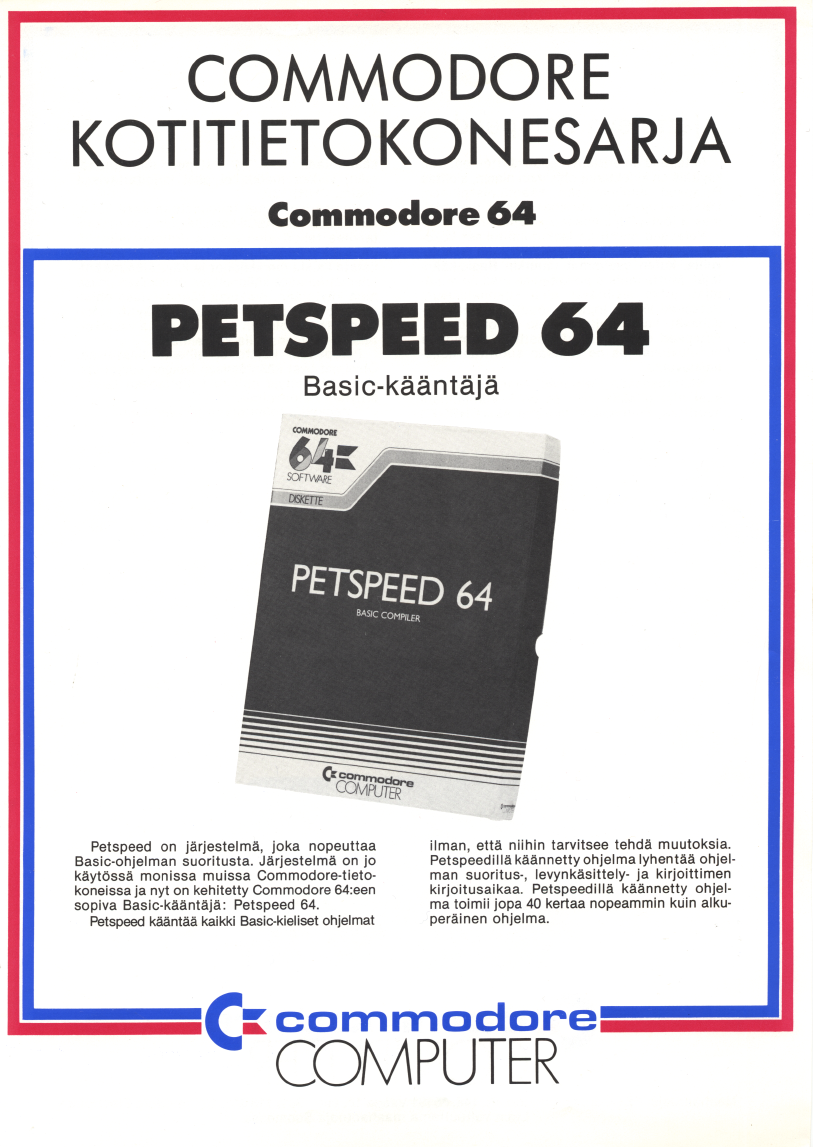 COMMODORE
KOTITIETOKONESARJA
Commodore 64
PETSPEED 64
Basic-kääntäjä
COMMODORE
64
SOFTWARE
DISKETTE
PETSPEED 64
BASIC COMPILER
commodore
COMPUTER
Petspeed on järjestelmä, joka nopeuttaa
Basic-ohjelman suoritusta. Järjestelmä on jo
käytössä monissa muissa Commodore-tieto-
koneissa ja nyt on kehitetty Commodore 64:een
sopiva Basic-kääntäjä: Petspeed 64.
Petspeed kääntää kaikki Basic-kieliset ohjelmat
ilman, että niihin tarvitsee tehdä muutoksia.
Petspeedillä käännetty ohjelma lyhentää ohjel-
man suoritus-, levynkäsittely- ja kirjoittimen
kirjoitusaikaa. Petspeedillä käännetty ohjel-
ma toimii jopa 40 kertaa nopeammin kuin alku-
peräinen ohjelma.
commodore
COMPUTER